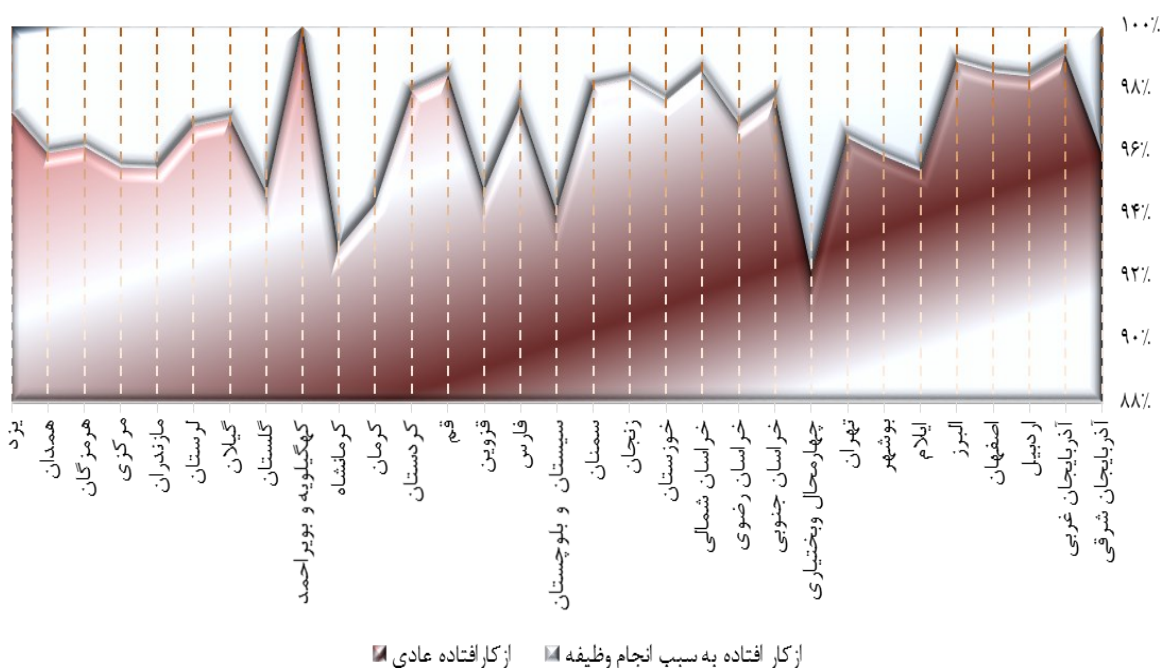 ۱۰۰٪
۹۸٪
۹۶٪
۹۴٪
۹۲٪
۹۰٪
۸۸٪
آذربایجان شرقی
آذربایجان غربی
اردبیل
اصفهان
البرز
ایلام
بوشهر
تهران
چهارمحال وبختیاری
خراسان جنوبی
خراسان رضوی
خراسان شمالی
خوزستان
زنجان
سمنان
سیستان و بلوچستان
فارس
قزوین
قم
کردستان
کرمان
کرمانشاه
کهگیلویه و بویراحمد
گلستان
گیلان
لرستان
مازندران
مرکزی
هرمزگان
همدان
یزد
ازکار افتاده به سبب انجام وظیفه ازکارافتاده عادی